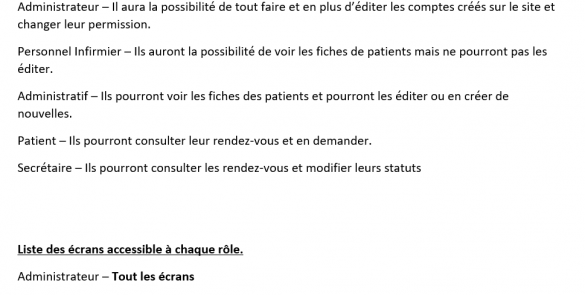 Administrateur – Il aura la possibilité de tout faire et en plus d'éditer les comptes créés sur le site et
changer leur permission.
Personnel Infirmier – Ils auront la possibilité de voir les fiches de patients mais ne pourront pas les
éditer.
Administratif – Ils pourront voir les fiches des patients et pourront les éditer ou en créer de
nouvelles.
Patient – Ils pourront consulter leur rendez-vous et en demander.
Secrétaire – Ils pourront consulter les rendez-vous et modifier leurs statuts
Liste des écrans accessible à chaque rôle.
Administrateur – Tout les écrans